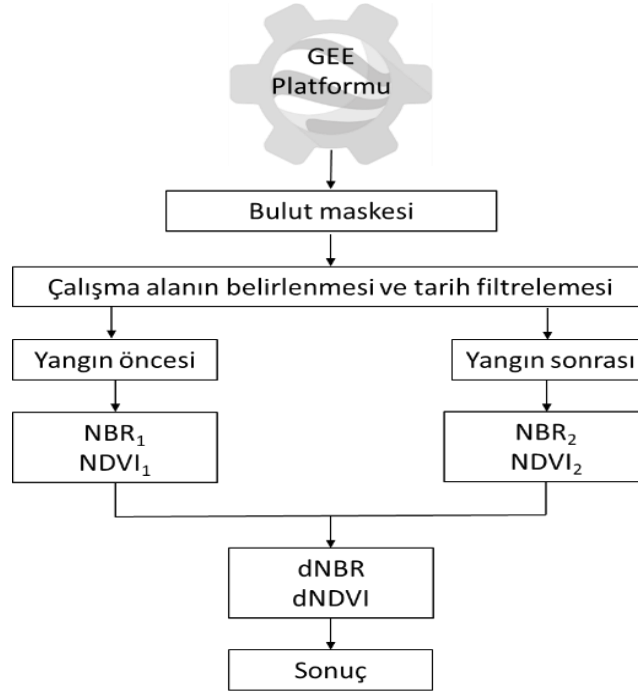 GEE
Platformu
Bulut maskesi
Çalışma alanın belirlenmesi ve tarih filtrelemesi
Yangın öncesi
Yangın sonrası
NBR₁
NDVI₁
NBR₂
NDVI₂
dNBR
dNDVI
Sonuç